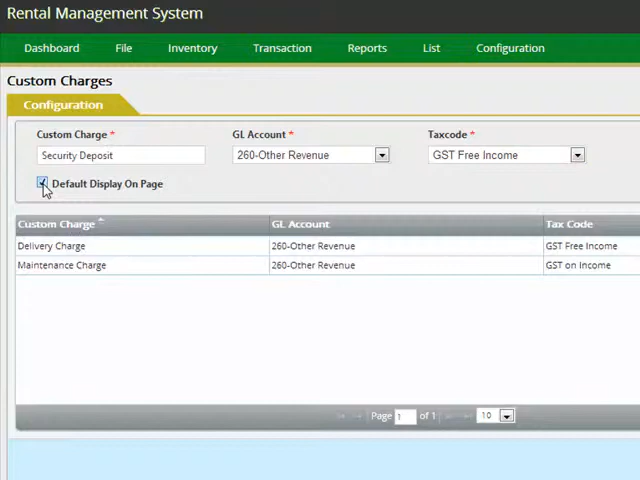 Rental Management System
Dashboard File Inventory Transaction Reports List Configuration
Custom Charges
Configuration
Custom Charge * GL Account * Taxcode *
Security Deposit 260-Other Revenue GST Free Income
Default Display On Page
Custom Charge GL Account Tax Code
Delivery Charge 260-Other Revenue GST Free Income
Maintenance Charge 260-Other Revenue GST on Income
Page 1 of 1 10